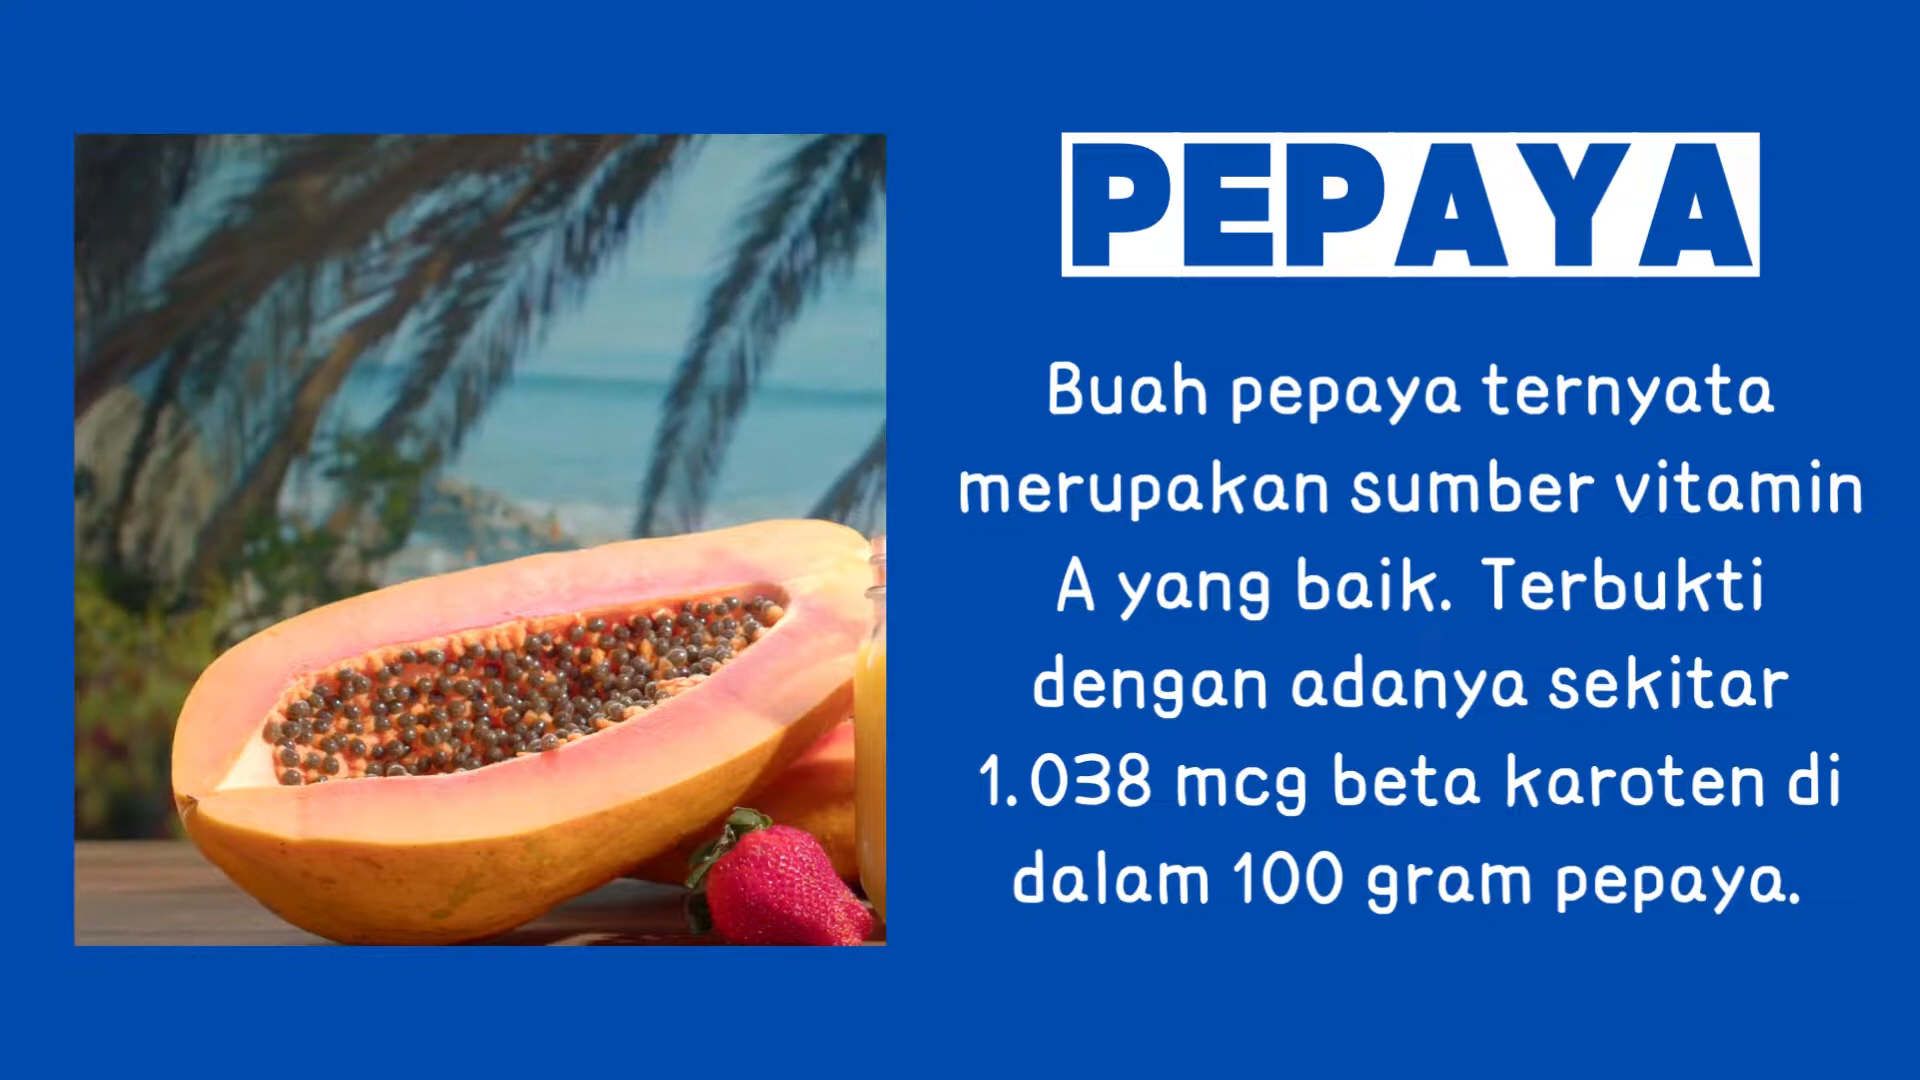 PEPAYA
Buah pepaya ternyata
merupakan sumber vitamin
A yang baik. Terbukti
dengan adanya sekitar
1.038 mcg beta karoten di
dalam 100 gram pepaya.